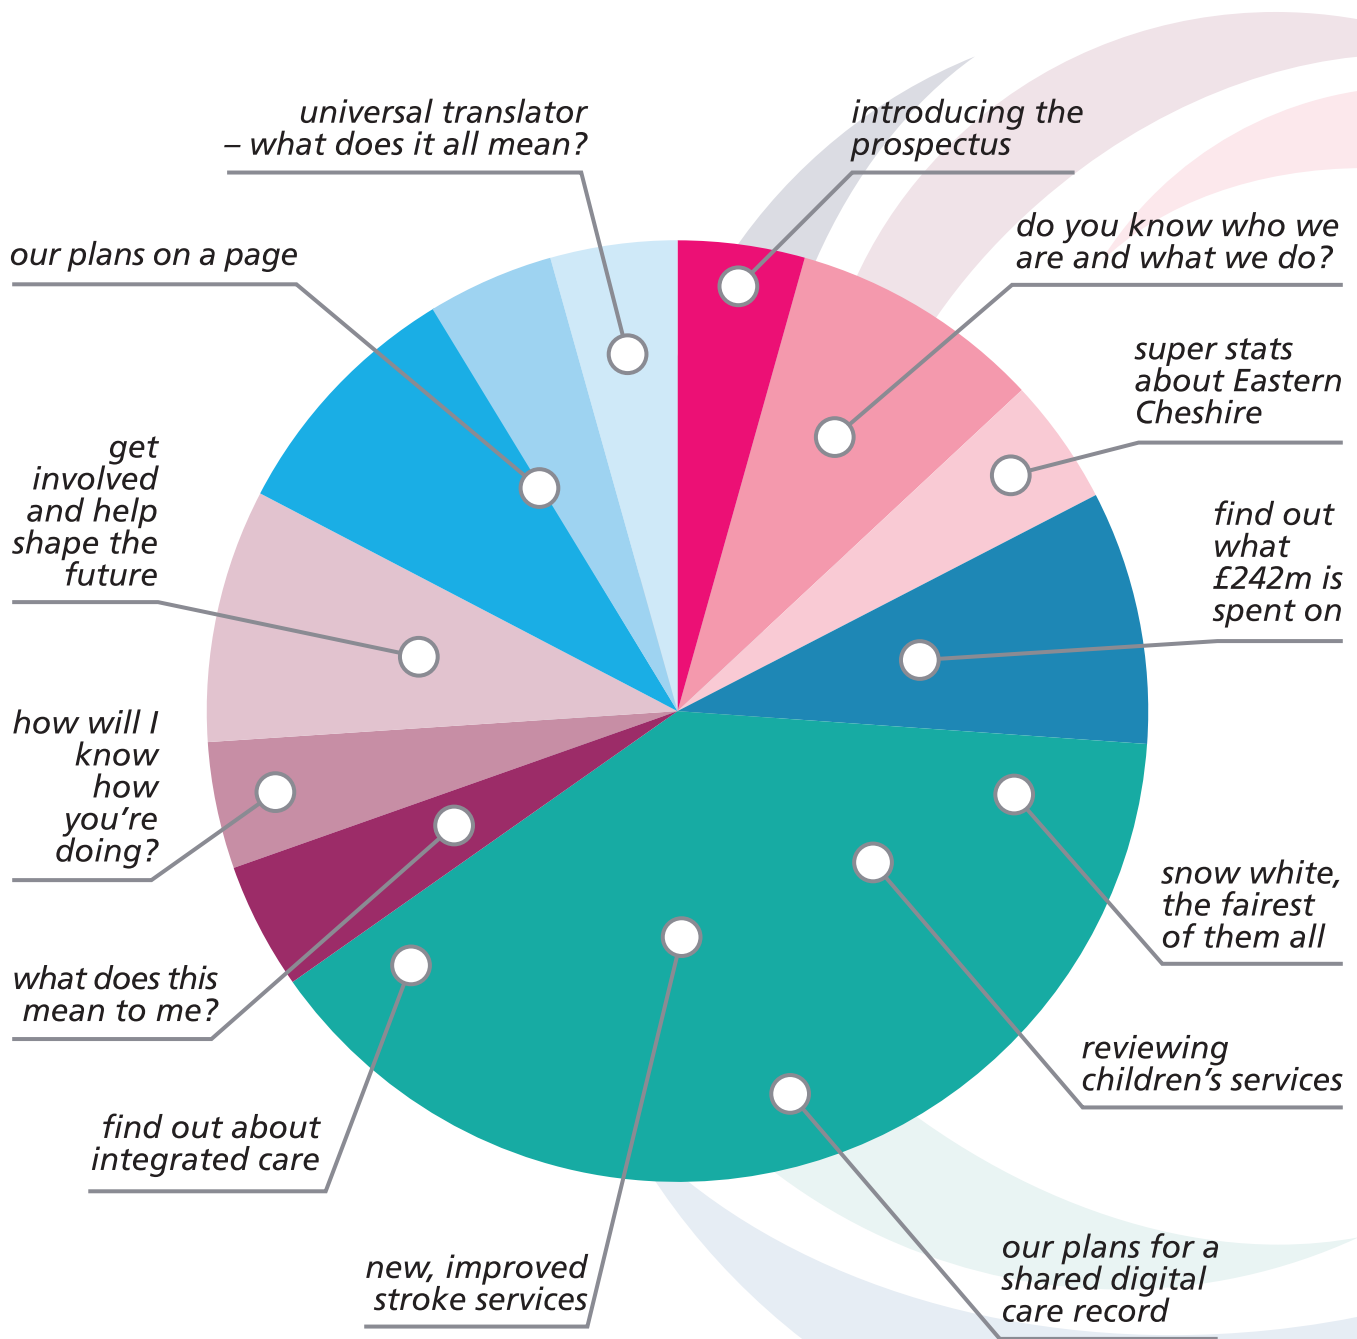 universal translator
– what does it all mean?
introducing the
prospectus
do you know who we
are and what we do?
our plans on a page
super stats
about Eastern
Cheshire
get
involved
and help
shape the
future
find out
what
£242m is
spent on
how will I
know
how
you’re
doing?
snow white,
the fairest
of them all
what does this
mean to me?
reviewing
children’s services
find out about
integrated care
our plans for a
shared digital
care record
new, improved
stroke services